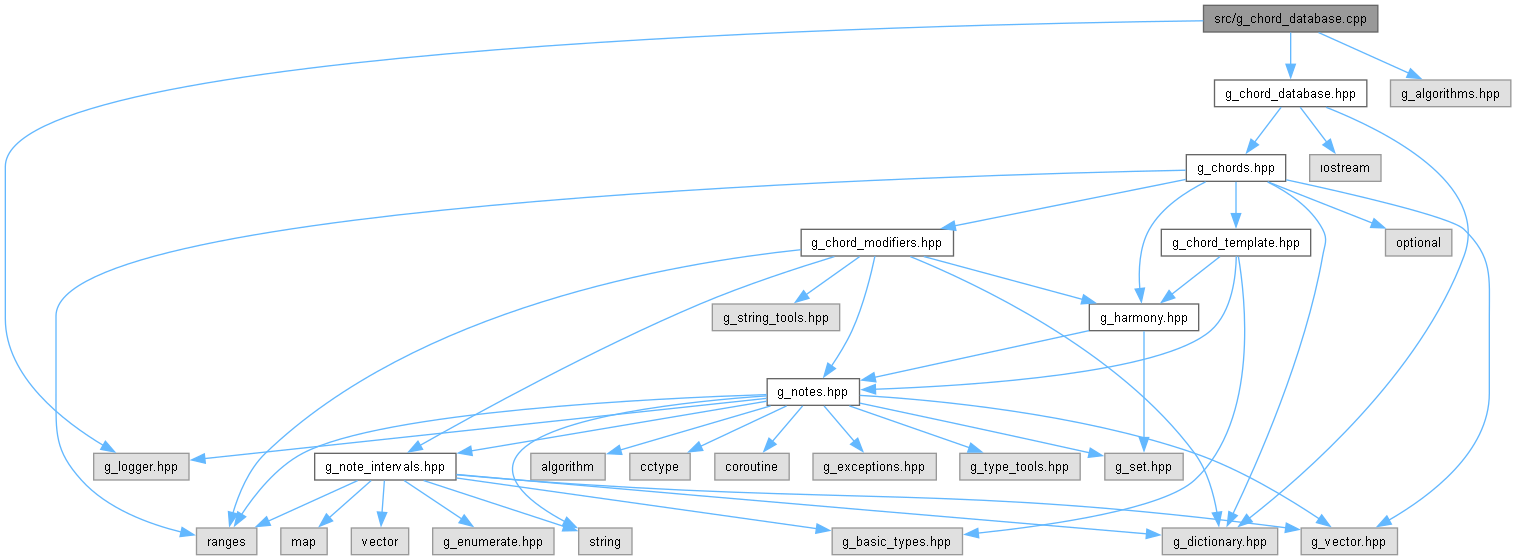 src/g_chord_database.cpp
g_chord_database.hpp
g_algorithms.hpp
g_chords.hpp
iostream
g_chord_modifiers.hpp
g_chord_template.hpp
optional
g_string_tools.hpp
g_harmony.hpp
g_notes.hpp
g_logger.hpp
g_note_intervals.hpp
algorithm
cctype
coroutine
g_exceptions.hpp
g_type_tools.hpp
g_set.hpp
ranges
map
vector
g_enumerate.hpp
string
g_basic_types.hpp
g_dictionary.hpp
g_vector.hpp